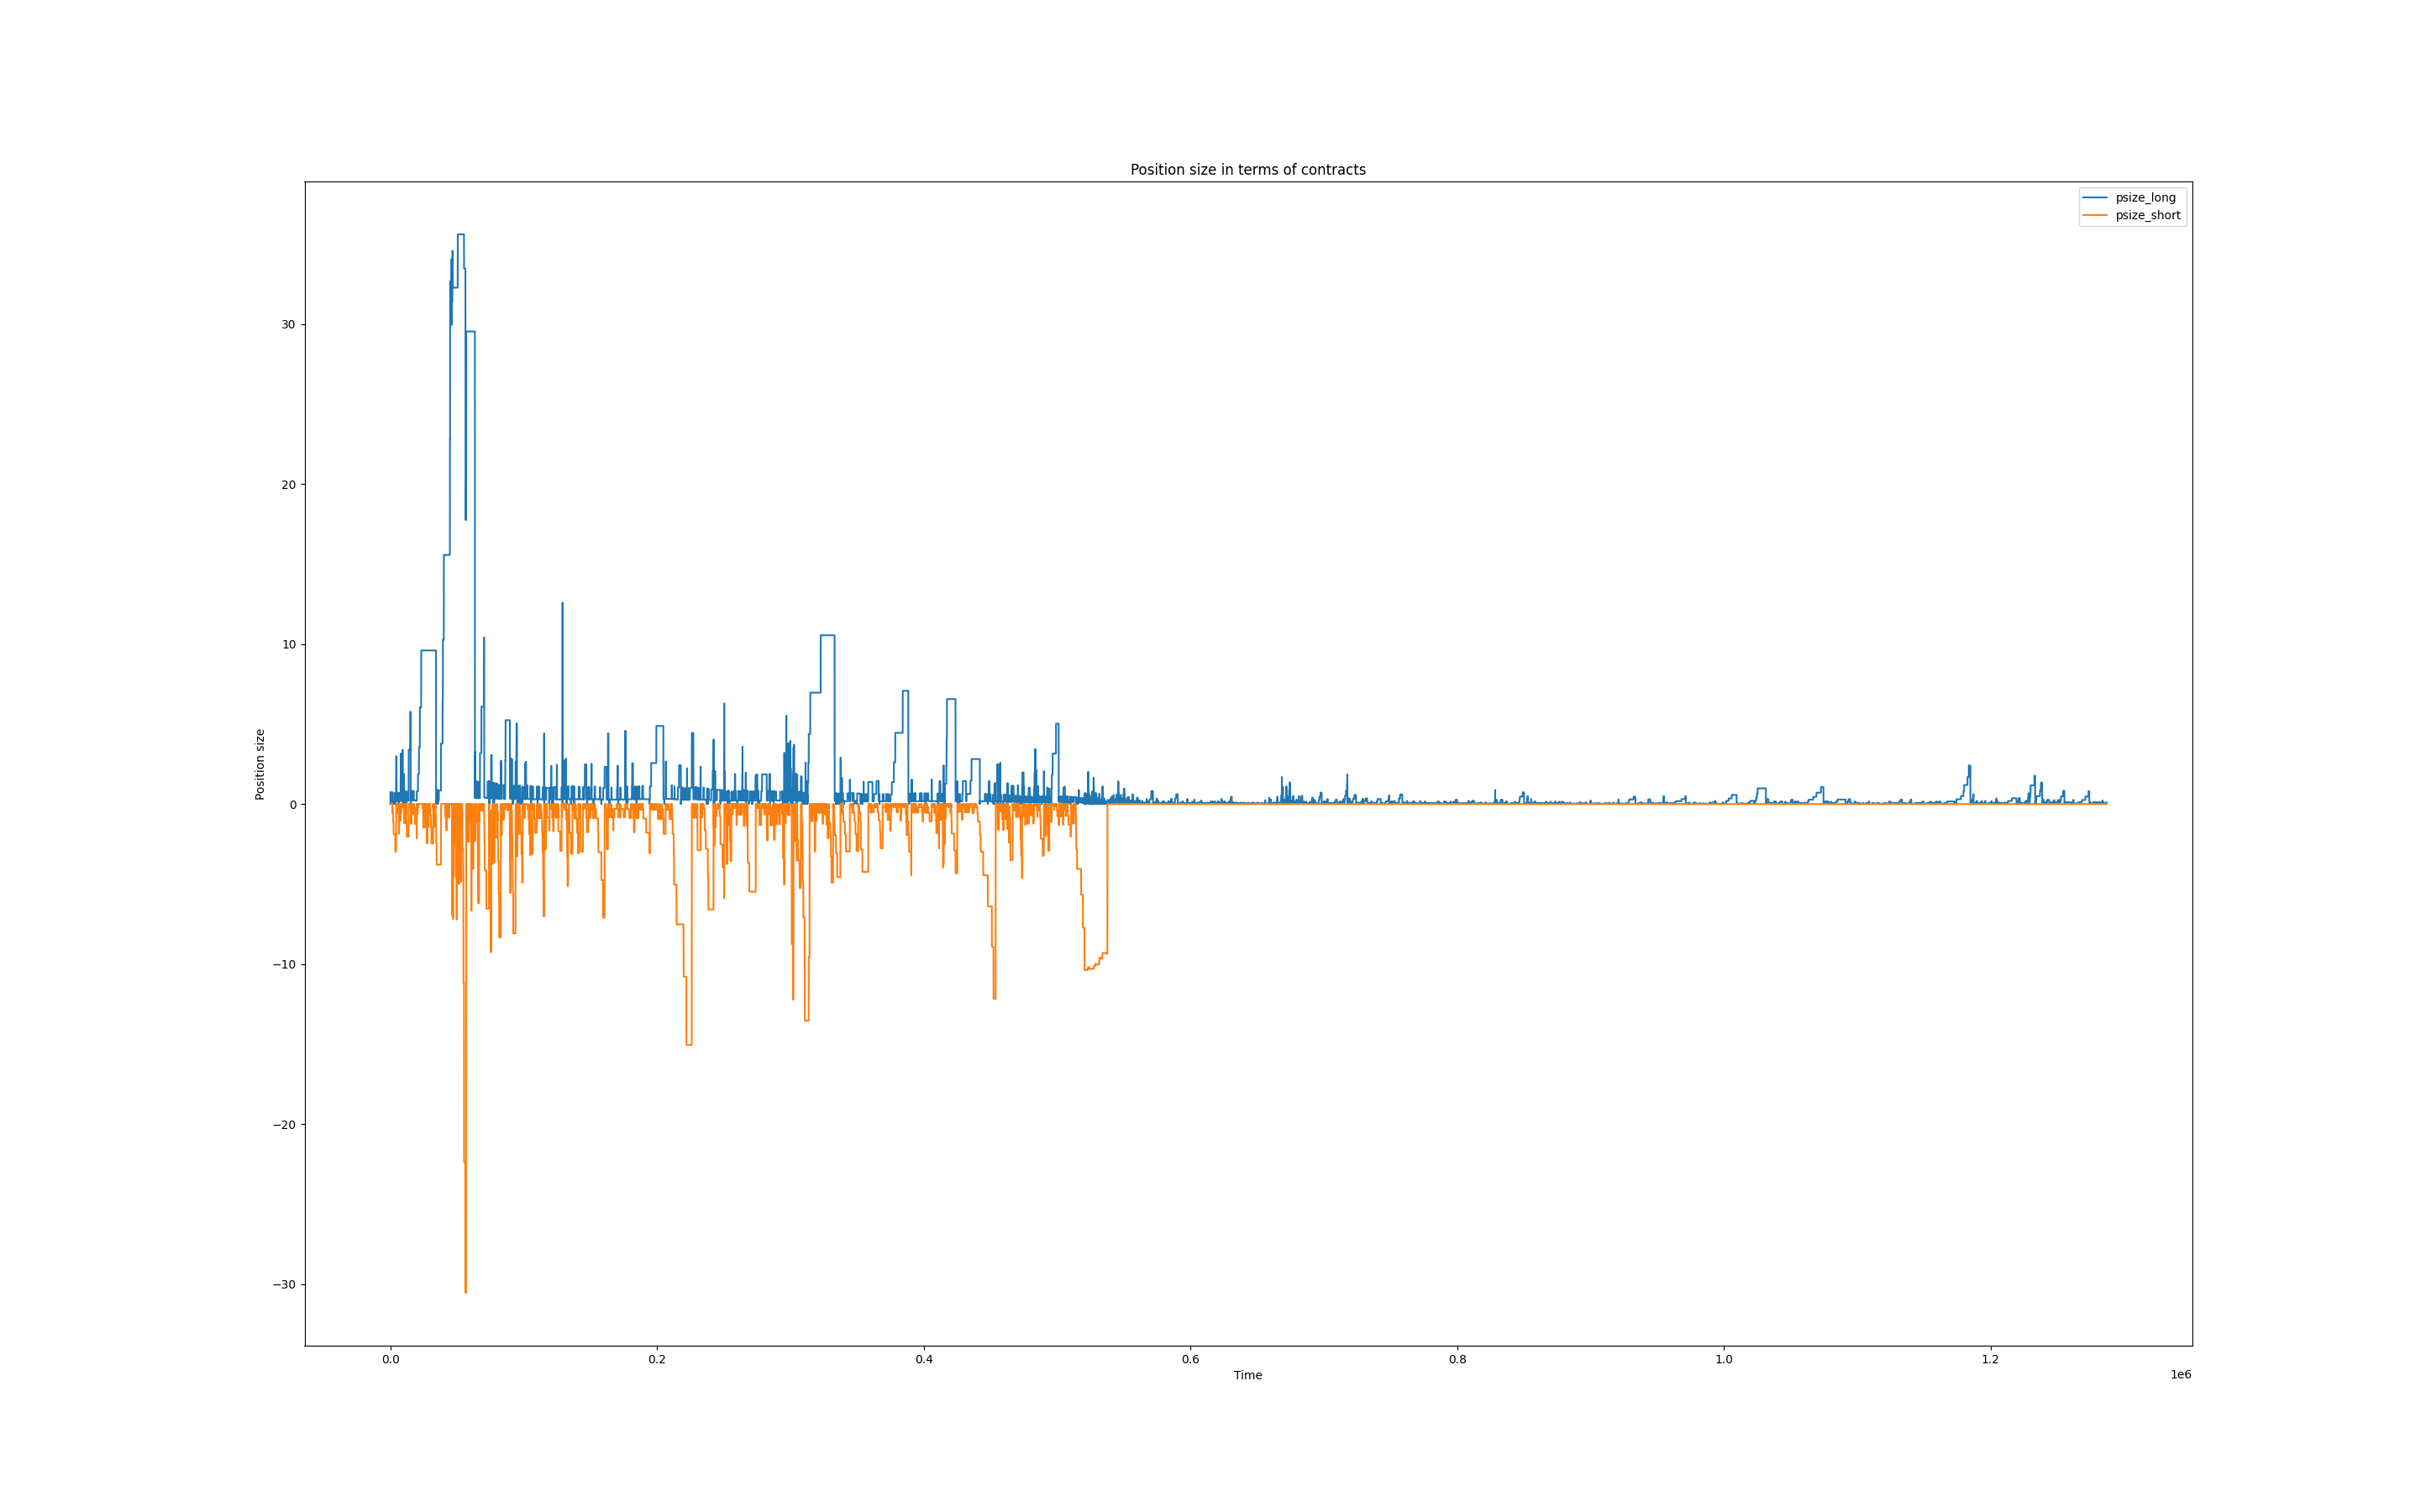 Position size in terms of contracts
psize_long
psize_short
Position size
30
20
10
0
−10
−20
−30
0.0 0.2 0.4 0.6 0.8 1.0 1.2
Time
1e6